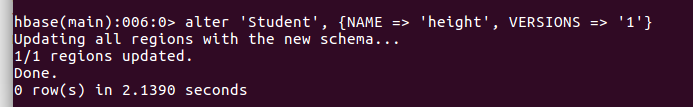 hbase(main):006:0> alter 'Student', {NAME => 'height', VERSIONS => '1'}
Updating all regions with the new schema...
1/1 regions updated.
Done.
0 row(s) in 2.1390 seconds